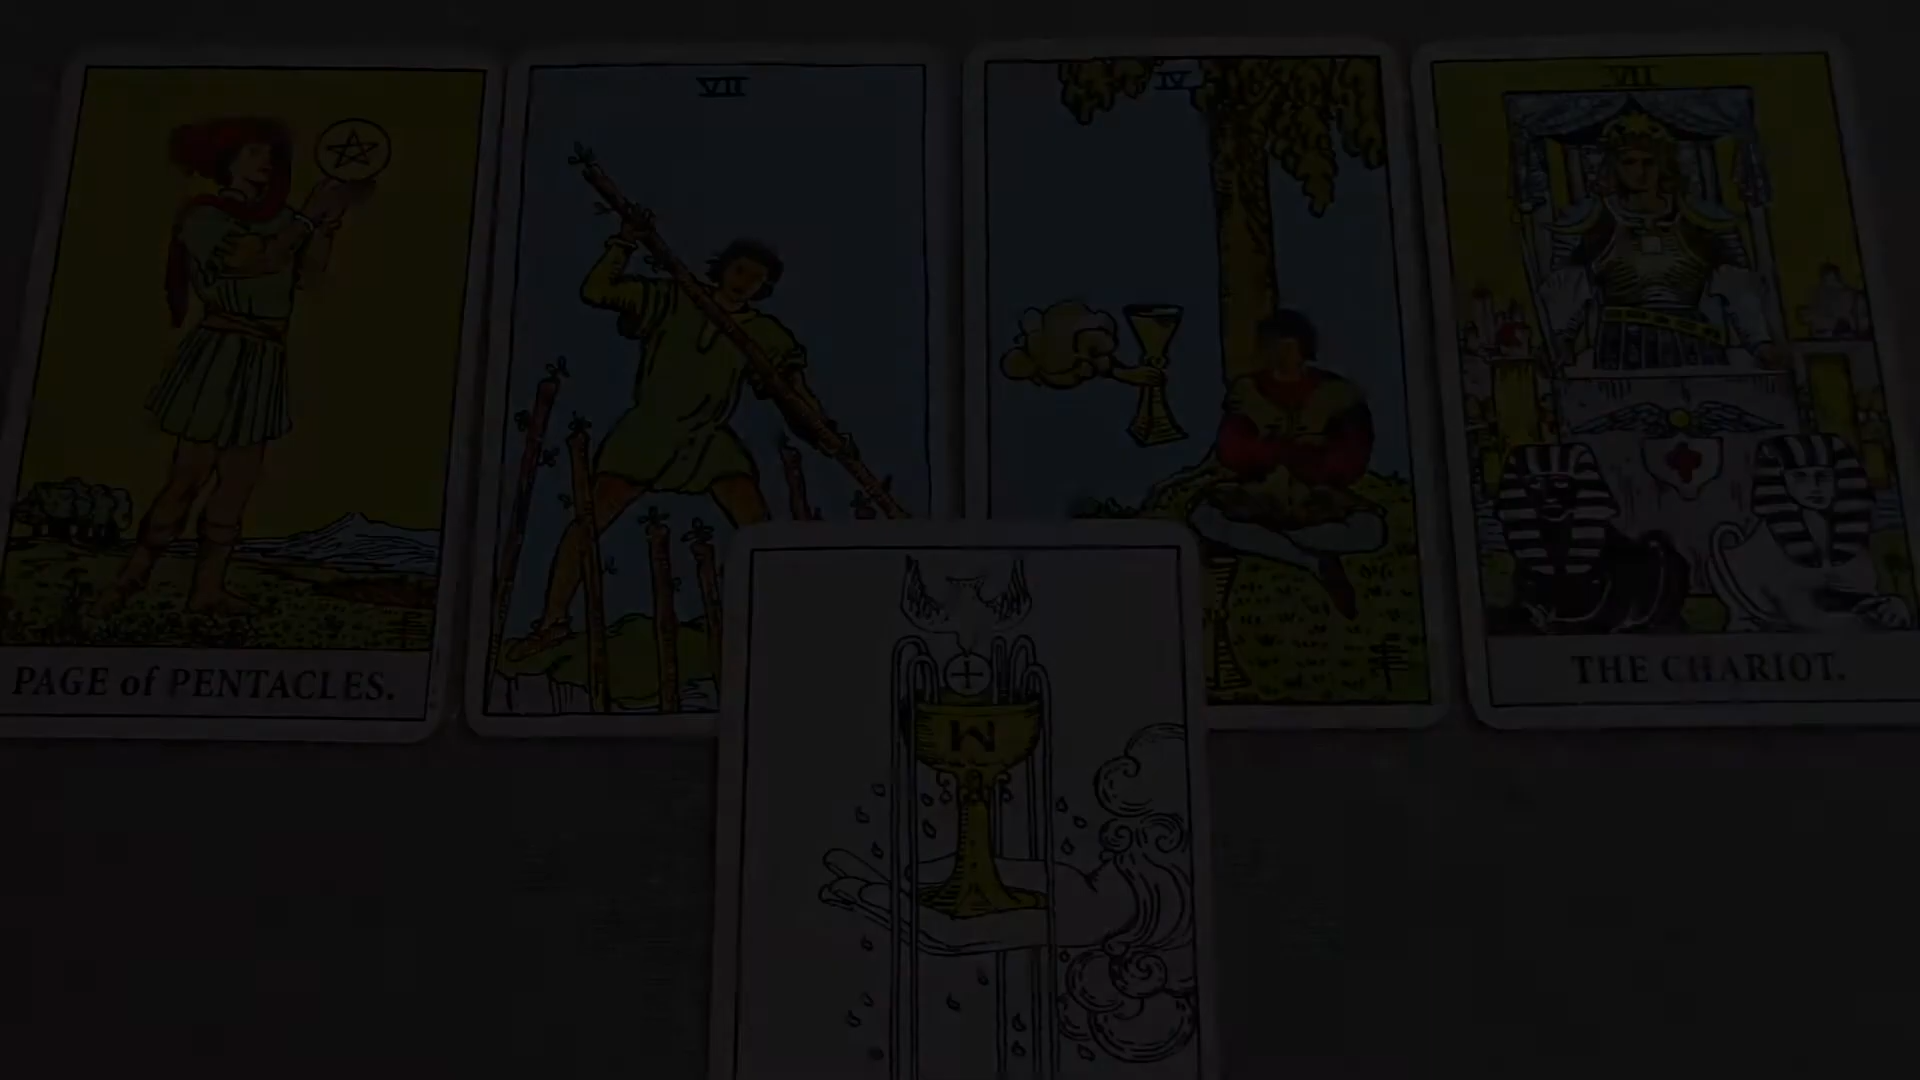 VII
IV
VII
PAGE of PENTACLES.
THE CHARIOT.
W